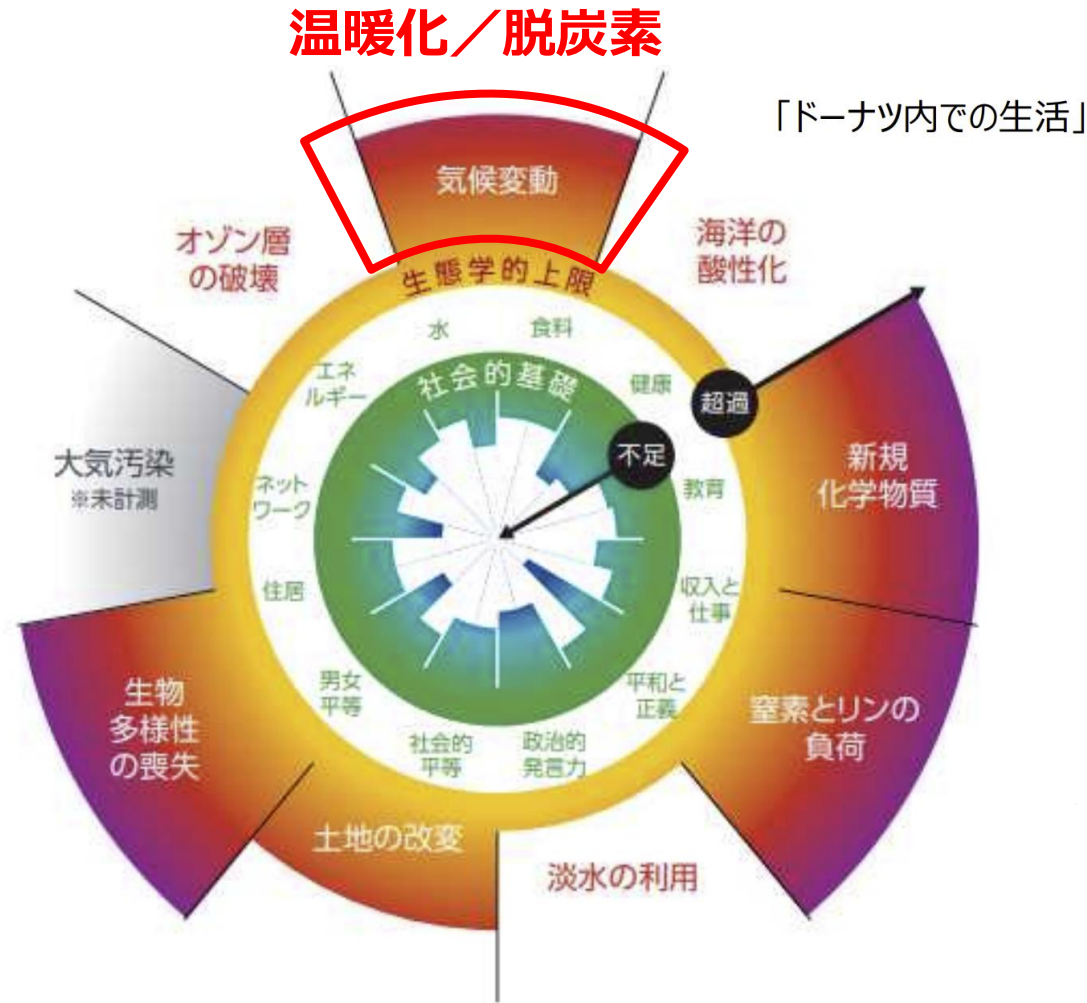 温暖化／脱炭素
「ドーナツ内での生活」
気候変動
オゾン層
の破壊
海洋の
酸性化
生態学的上限
水
食料
エネ
ルギー
社会的基礎
健康
超過
不足
大気汚染
※未計測
ネット
ワーク
教育
新規
化学物質
住居
収入と
仕事
男女
平等
平和と
正義
生物
多様性
の喪失
窒素とリンの
負荷
社会的
平等
政治的
発言力
土地の改変
淡水の利用